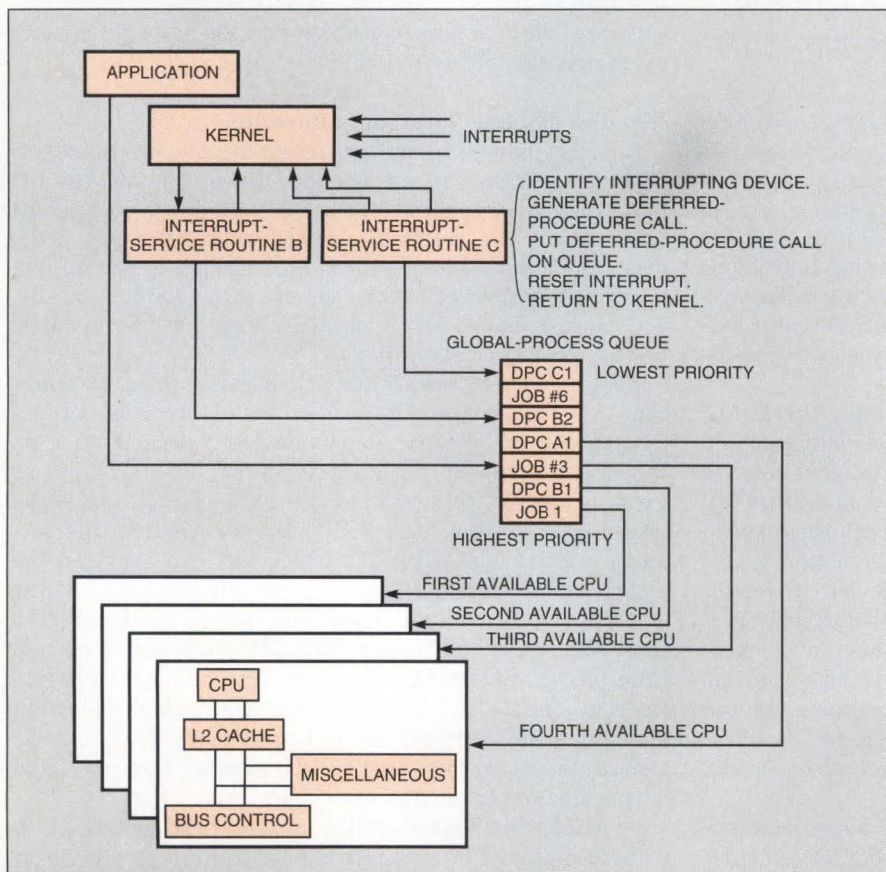 APPLICATION
KERNEL
INTERRUPTS
INTERRUPT-
SERVICE ROUTINE B
INTERRUPT-
SERVICE ROUTINE C
IDENTIFY INTERRUPTING DEVICE.
GENERATE DEFERRED-
PROCEDURE CALL.
PUT DEFERRED-PROCEDURE CALL
ON QUEUE.
RESET INTERRUPT.
RETURN TO KERNEL.
GLOBAL-PROCESS QUEUE
DPC C1
LOWEST PRIORITY
JOB #6
DPC B2
DPC A1
JOB #3
DPC B1
JOB 1
HIGHEST PRIORITY
FIRST AVAILABLE CPU
SECOND AVAILABLE CPU
THIRD AVAILABLE CPU
CPU
L2 CACHE
FOURTH AVAILABLE CPU
MISCELLANEOUS
BUS CONTROL